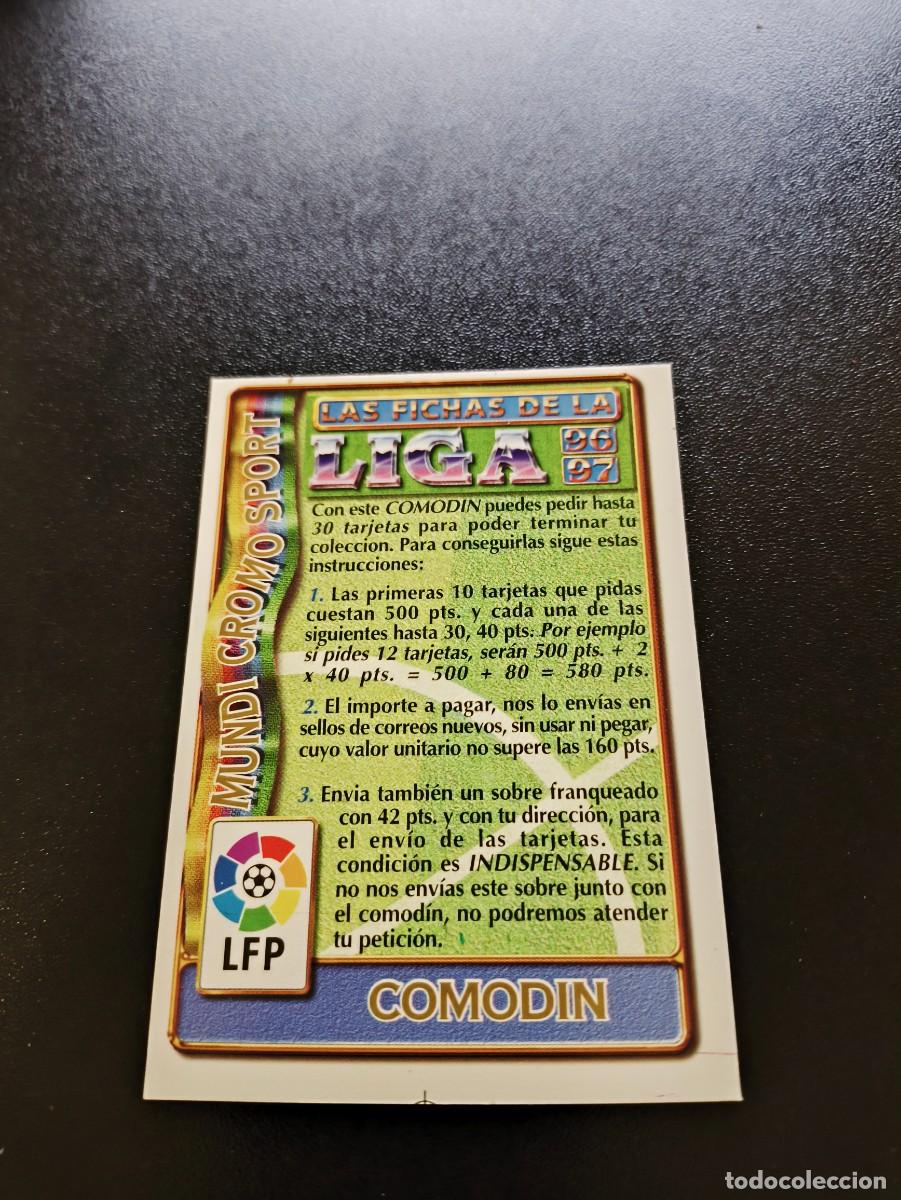 LAS FICHAS DE LA
LIGA
96
97
MUNDI CROMO SPORT
Con este COMODIN puedes pedir hasta
30 tarjetas para poder terminar tu
coleccion. Para conseguirlas sigue estas
instrucciones:
1. Las primeras 10 tarjetas que pidas
cuestan 500 pts. y cada una de las
siguientes hasta 30, 40 pts. Por ejemplo
si pides 12 tarjetas, serán 500 pts. + 2
x 40 pts. = 500 + 80 = 580 pts.
2. El importe a pagar, nos lo envías en
sellos de correos nuevos, sin usar ni pegar,
cuyo valor unitario no supere las 160 pts.
3. Envia también un sobre franqueado
con 42 pts. y con tu dirección, para
el envío de las tarjetas. Esta
condición es INDISPENSABLE. Si
no nos envías este sobre junto con
el comodín, no podremos atender
tu petición.
LFP
COMODIN
todocoleccion